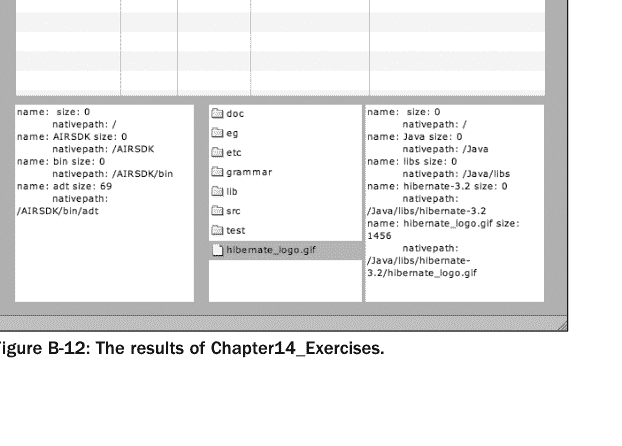 name:  size: 0
nativepath: /
name: AIRSDK size: 0
nativepath: /AIRSDK
name: bin size: 0
nativepath: /AIRSDK/bin
name: adt size: 69
nativepath:
/AIRSDK/bin/adt
doc
eg
etc
grammar
lib
src
test
hibernate_logo.gif
name:  size: 0
nativepath: /
name: Java size: 0
nativepath: /Java
name: libs size: 0
nativepath: /Java/libs
name: hibernate-3.2 size: 0
nativepath:
/Java/libs/hibernate-3.2
name: hibernate_logo.gif size:
1456
nativepath:
/Java/libs/hibernate-
3.2/hibernate_logo.gif
igure B-12: The results of Chapter14_Exercises.